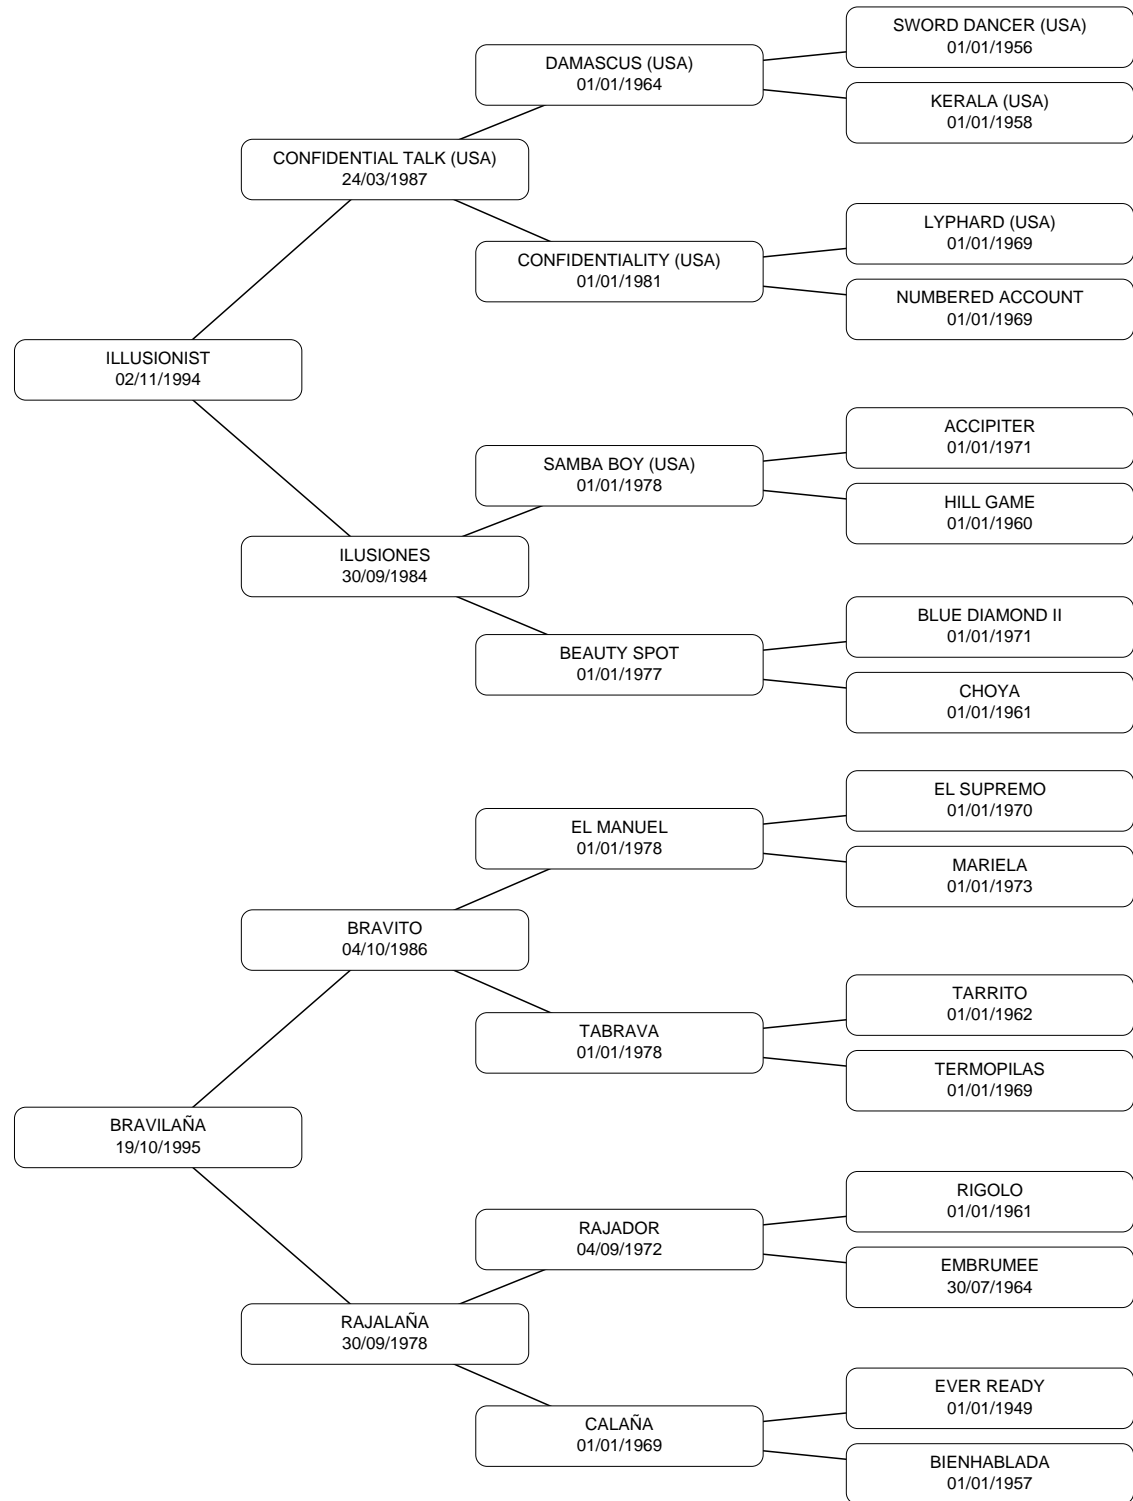 SWORD DANCER (USA)
01/01/1956
DAMASCUS (USA)
01/01/1964
KERALA (USA)
01/01/1958
CONFIDENTIAL TALK (USA)
24/03/1987
LYPHARD (USA)
01/01/1969
CONFIDENTIALITY (USA)
01/01/1981
NUMBERED ACCOUNT
01/01/1969
ILLUSIONIST
02/11/1994
ACCIPITER
01/01/1971
SAMBA BOY (USA)
01/01/1978
HILL GAME
01/01/1960
ILUSIONES
30/09/1984
BLUE DIAMOND II
01/01/1971
BEAUTY SPOT
01/01/1977
CHOYA
01/01/1961
EL SUPREMO
01/01/1970
EL MANUEL
01/01/1978
MARIELA
01/01/1973
BRAVITO
04/10/1986
TARRITO
01/01/1962
TABRAVA
01/01/1978
TERMOPILAS
01/01/1969
BRAVILAÑA
19/10/1995
RIGOLO
01/01/1961
RAJADOR
04/09/1972
EMBRUMEE
30/07/1964
RAJALAÑA
30/09/1978
EVER READY
01/01/1949
CALAÑA
01/01/1969
BIENHABLADA
01/01/1957